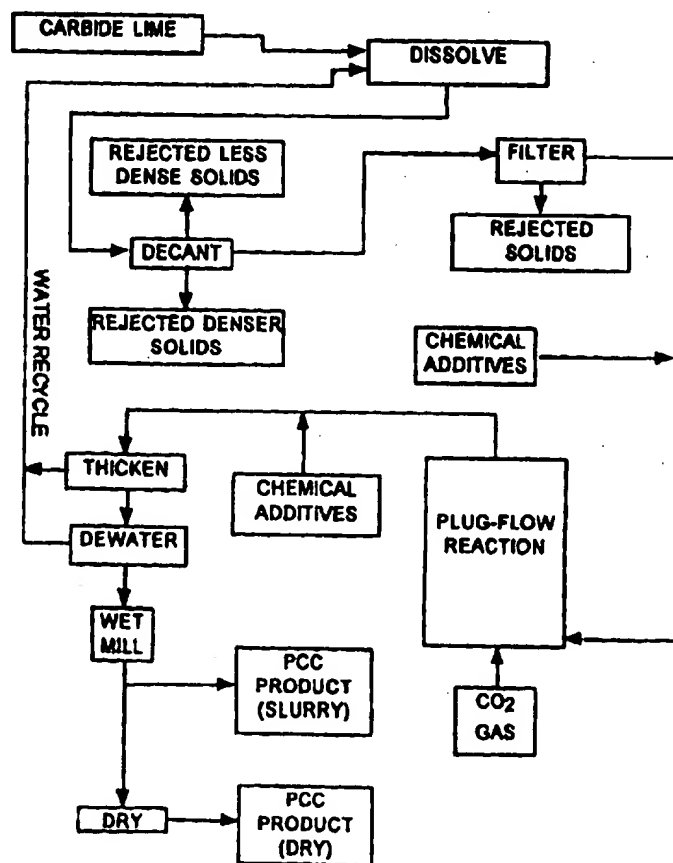 CARBIDE LIME
DISSOLVE
REJECTED LESS
DENSE SOLIDS
FILTER
DECANT
REJECTED
SOLIDS
REJECTED DENSER
SOLIDS
WATER RECYCLE
CHEMICAL
ADDITIVES
THICKEN
CHEMICAL
ADDITIVES
PLUG-FLOW
REACTION
DEWATER
WET
MILL
PCC
PRODUCT
(SLURRY)
CO2
GAS
DRY
PCC
PRODUCT
(DRY)